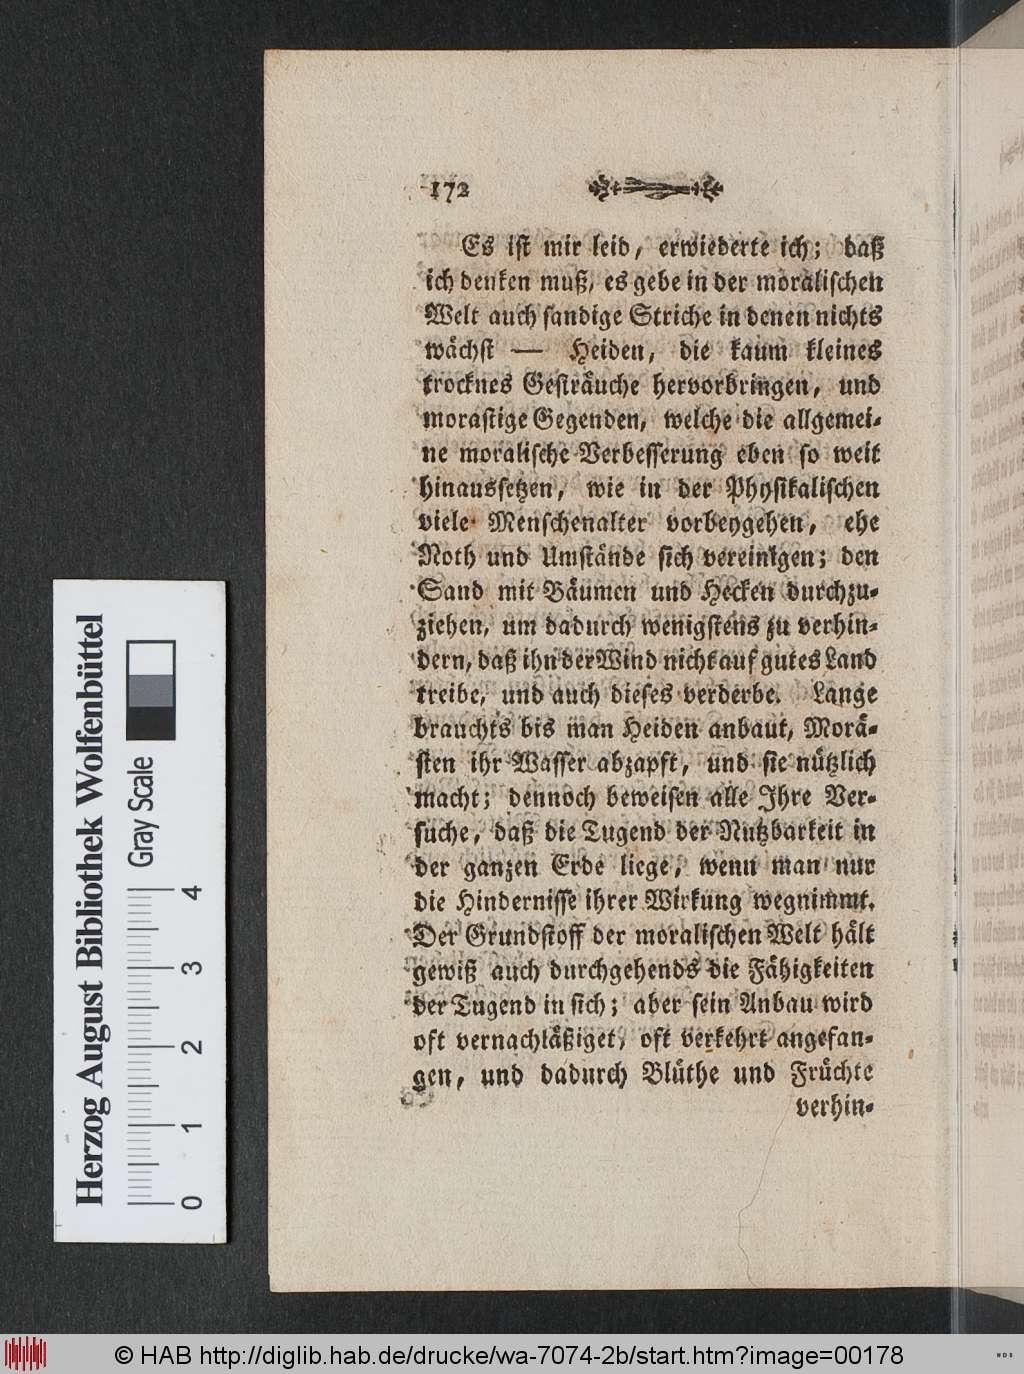 172
Es ist mir leid, erwiederte ich; daß
ich denken muß, es gebe in der moralischen
Welt auch sandige Striche in denen nichts
wächst — Heiden, die kaum kleines
trocknes Gesträuche hervorbringen, und
morastige Gegenden, welche die allgemei-
ne moralische Verbesserung eben so weit
hinaussetzen, wie in der Physikalischen
viele Menschenalter vorbeygehen, ehe
Noth und Umstände sich vereinigen; den
Sand mit Bäumen und Hecken durchzu-
ziehen, um dadurch wenigstens zu verhin-
dern, daß ihn der Wind nicht auf gutes Land
treibe, und auch dieses verderbe. Lange
brauchts bis man Heiden anbaut, Morä-
sten ihr Wasser abzapft, und sie nützlich
macht; dennoch beweisen alle Ihre Ver-
suche, daß die Tugend der Nutzbarkeit in
der ganzen Erde liege, wenn man nur
die Hindernisse ihrer Wirkung wegnimmt.
Der Grundstoff der moralischen Welt hält
gewiß auch durchgehends die Fähigkeiten
der Tugend in sich; aber sein Anbau wird
oft vernachläßiget, oft verkehrt angefan-
gen, und dadurch Blüthe und Früchte
verhin-
Herzog August Bibliothek Wolfenbüttel
Gray Scale
0 1 2 3 4
© HAB http://diglib.hab.de/drucke/wa-7074-2b/start.htm?image=00178
WDB